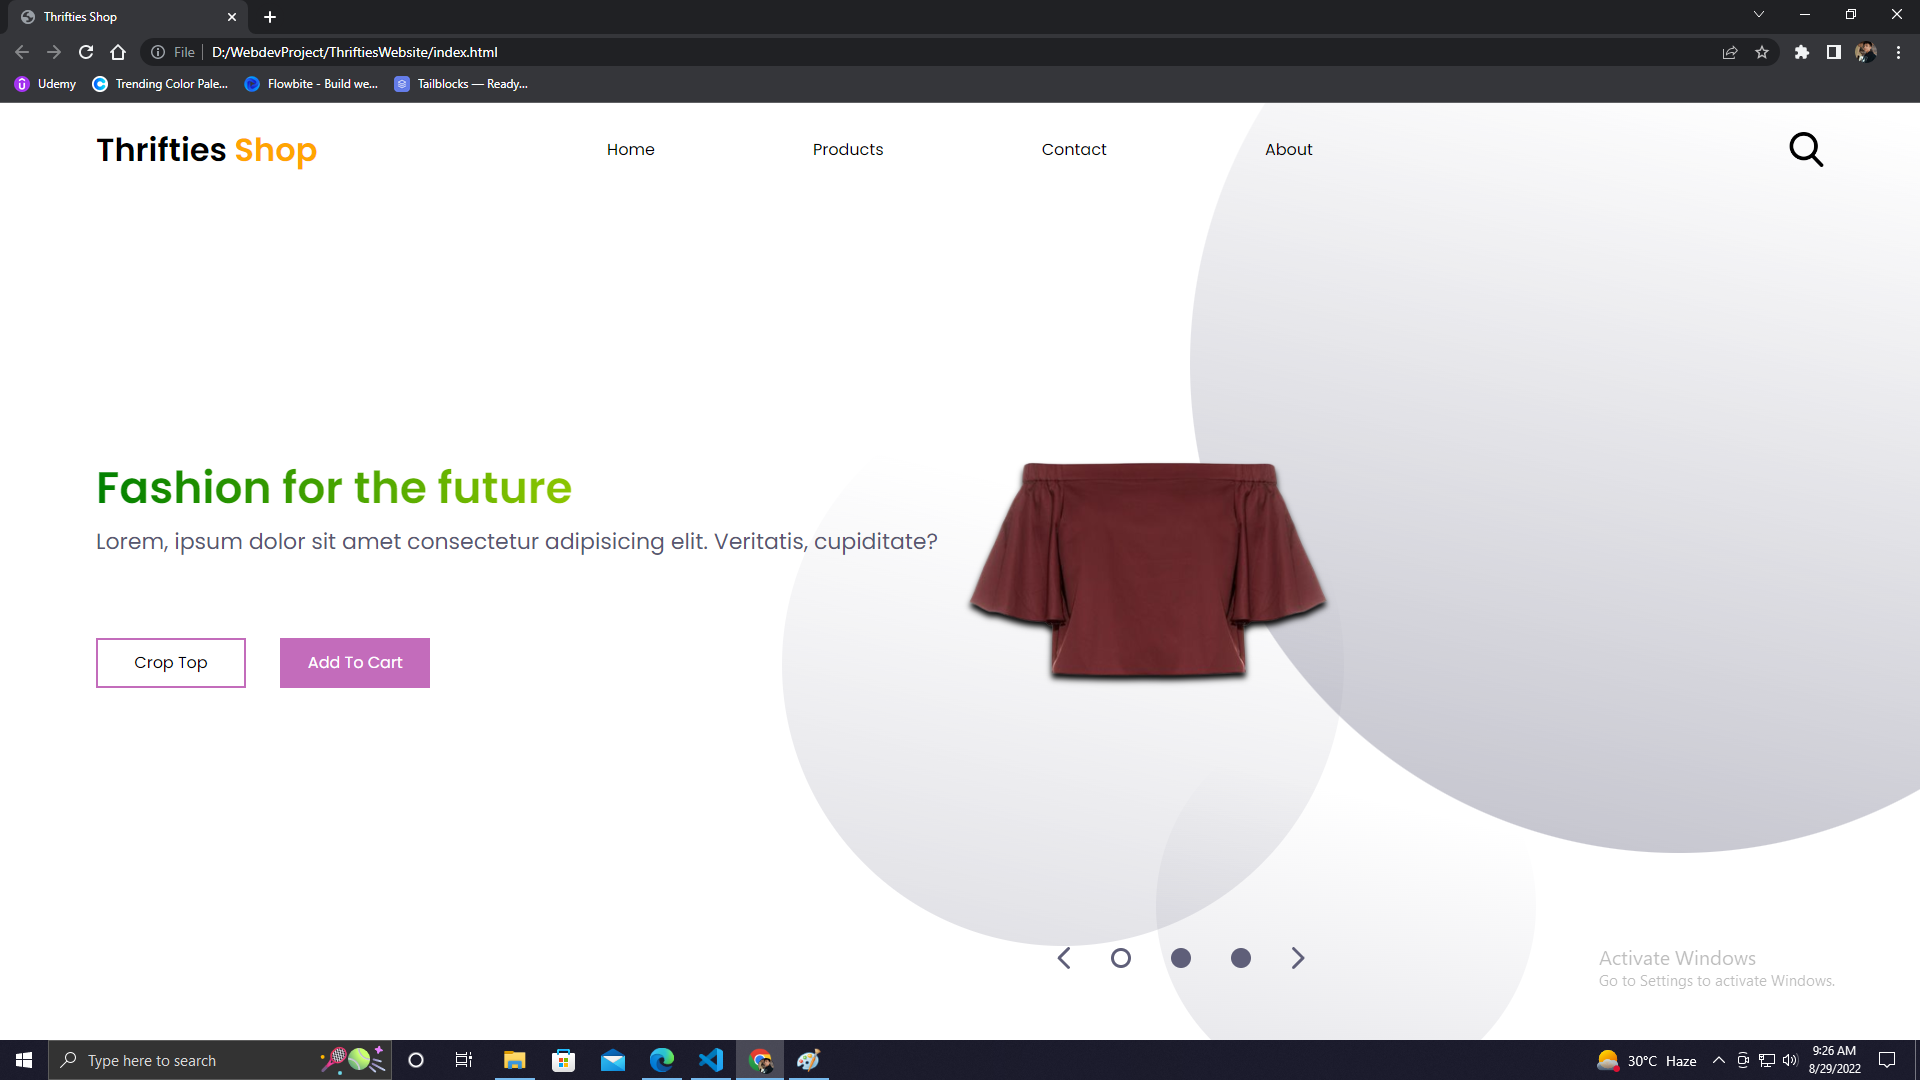 Thrifties Shop
File
D:/WebdevProject/ThriftiesWebsite/index.html
Udemy
Trending Color Pale...
Flowbite - Build we...
Tailblocks — Ready...
Thrifties Shop
Home
Products
Contact
About
Fashion for the future
Lorem, ipsum dolor sit amet consectetur adipisicing elit. Veritatis, cupiditate?
Crop Top
Add To Cart
Activate Windows
Go to Settings to activate Windows.
Type here to search
30°C Haze
9:26 AM
8/29/2022